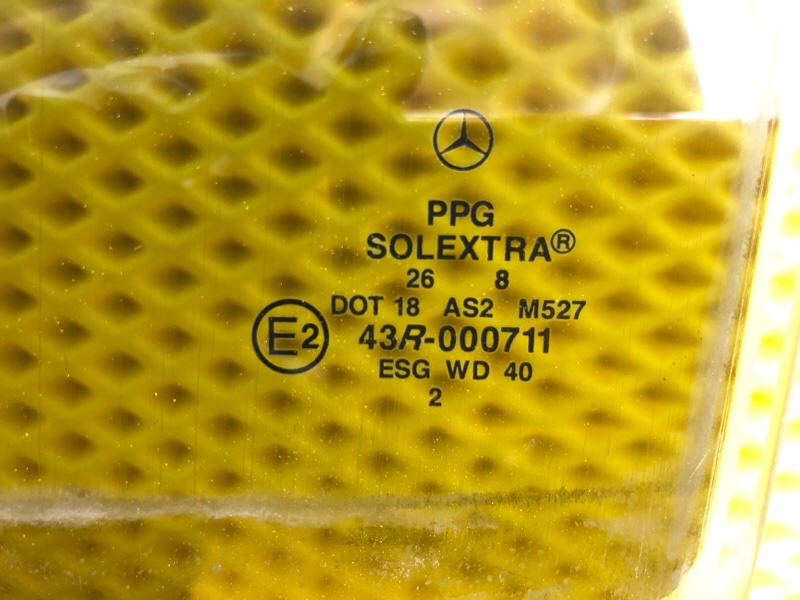 PPG
SOLEXTRA®
26 8
DOT 18 AS2 M527
E2 43R-000711
ESG WD 40
2